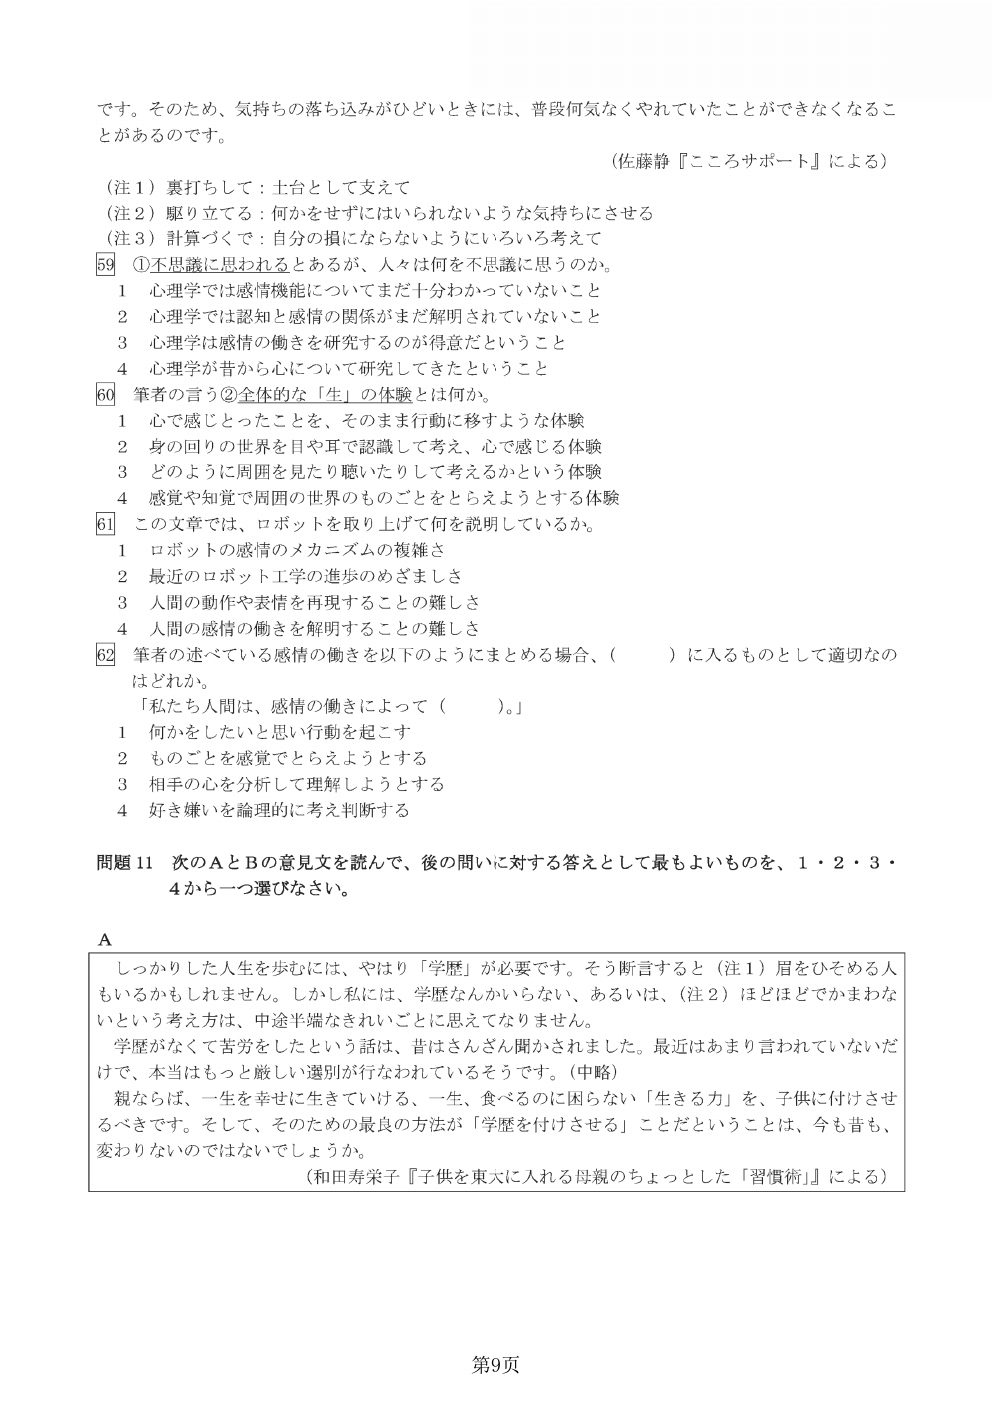 です。そのため、気持ちの落ち込みがひどいときには、普段何気なくやれていたことができなくなるこ
とがあるのです。
（佐藤静『こころサポート』による）
（注１）裏打ちして：土台として支えて
（注２）駆り立てる：何かをせずにはいられないような気持ちにさせる
（注３）計算づくで：自分の損にならないようにいろいろ考えて
59　①不思議に思われるとあるが、人々は何を不思議に思うのか。
1　心理学では感情機能についてまだ十分わかっていないこと
2　心理学では認知と感情の関係がまだ解明されていないこと
3　心理学は感情の働きを研究するのが得意だということ
4　心理学が昔から心について研究してきたということ
60　筆者の言う②全体的な「生」の体験とは何か。
1　心で感じとったことを、そのまま行動に移すような体験
2　身の回りの世界を目や耳で認識して考え、心で感じる体験
3　どのように周囲を見たり聴いたりして考えるかという体験
4　感覚や知覚で周囲の世界のものごとをとらえようとする体験
61　この文章では、ロボットを取り上げて何を説明しているか。
1　ロボットの感情のメカニズムの複雑さ
2　最近のロボット工学の進歩のめざましさ
3　人間の動作や表情を再現することの難しさ
4　人間の感情の働きを解明することの難しさ
62　筆者の述べている感情の働きを以下のようにまとめる場合、（　　　）に入るものとして適切なの
はどれか。
「私たち人間は、感情の働きによって（　　　）。」
1　何かをしたいと思い行動を起こす
2　ものごとを感覚でとらえようとする
3　相手の心を分析して理解しようとする
4　好き嫌いを論理的に考え判断する
問題 11　次のＡとＢの意見文を読んで、後の問いに対する答えとして最もよいものを、１・２・３・
４から一つ選びなさい。
A
しっかりした人生を歩むには、やはり「学歴」が必要です。そう断言すると（注１）眉をひそめる人
もいるかもしれません。しかし私には、学歴なんかいらない、あるいは、（注２）ほどほどでかまわな
いという考え方は、中途半端なきれいごとに思えてなりません。
学歴がなくて苦労をしたという話は、昔はさんざん聞かされました。最近はあまり言われていないだ
けで、本当はもっと厳しい選別が行なわれているそうです。（中略）
親ならば、一生を幸せに生きていける、一生、食べるのに困らない「生きる力」を、子供に付けさせ
るべきです。そして、そのための最良の方法が「学歴を付けさせる」ことだということは、今も昔も、
変わりないのではないでしょうか。
（和田寿栄子『子供を東大に入れる母親のちょっとした「習慣術」』による）
第9页